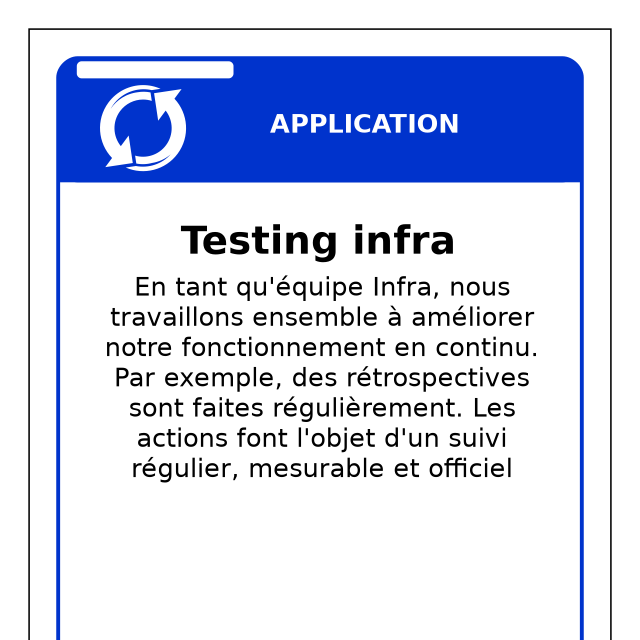 APPLICATION
Testing infra
En tant qu'équipe Infra, nous
travaillons ensemble à améliorer
notre fonctionnement en continu.
Par exemple, des rétrospectives
sont faites régulièrement. Les
actions font l'objet d'un suivi
régulier, mesurable et officiel